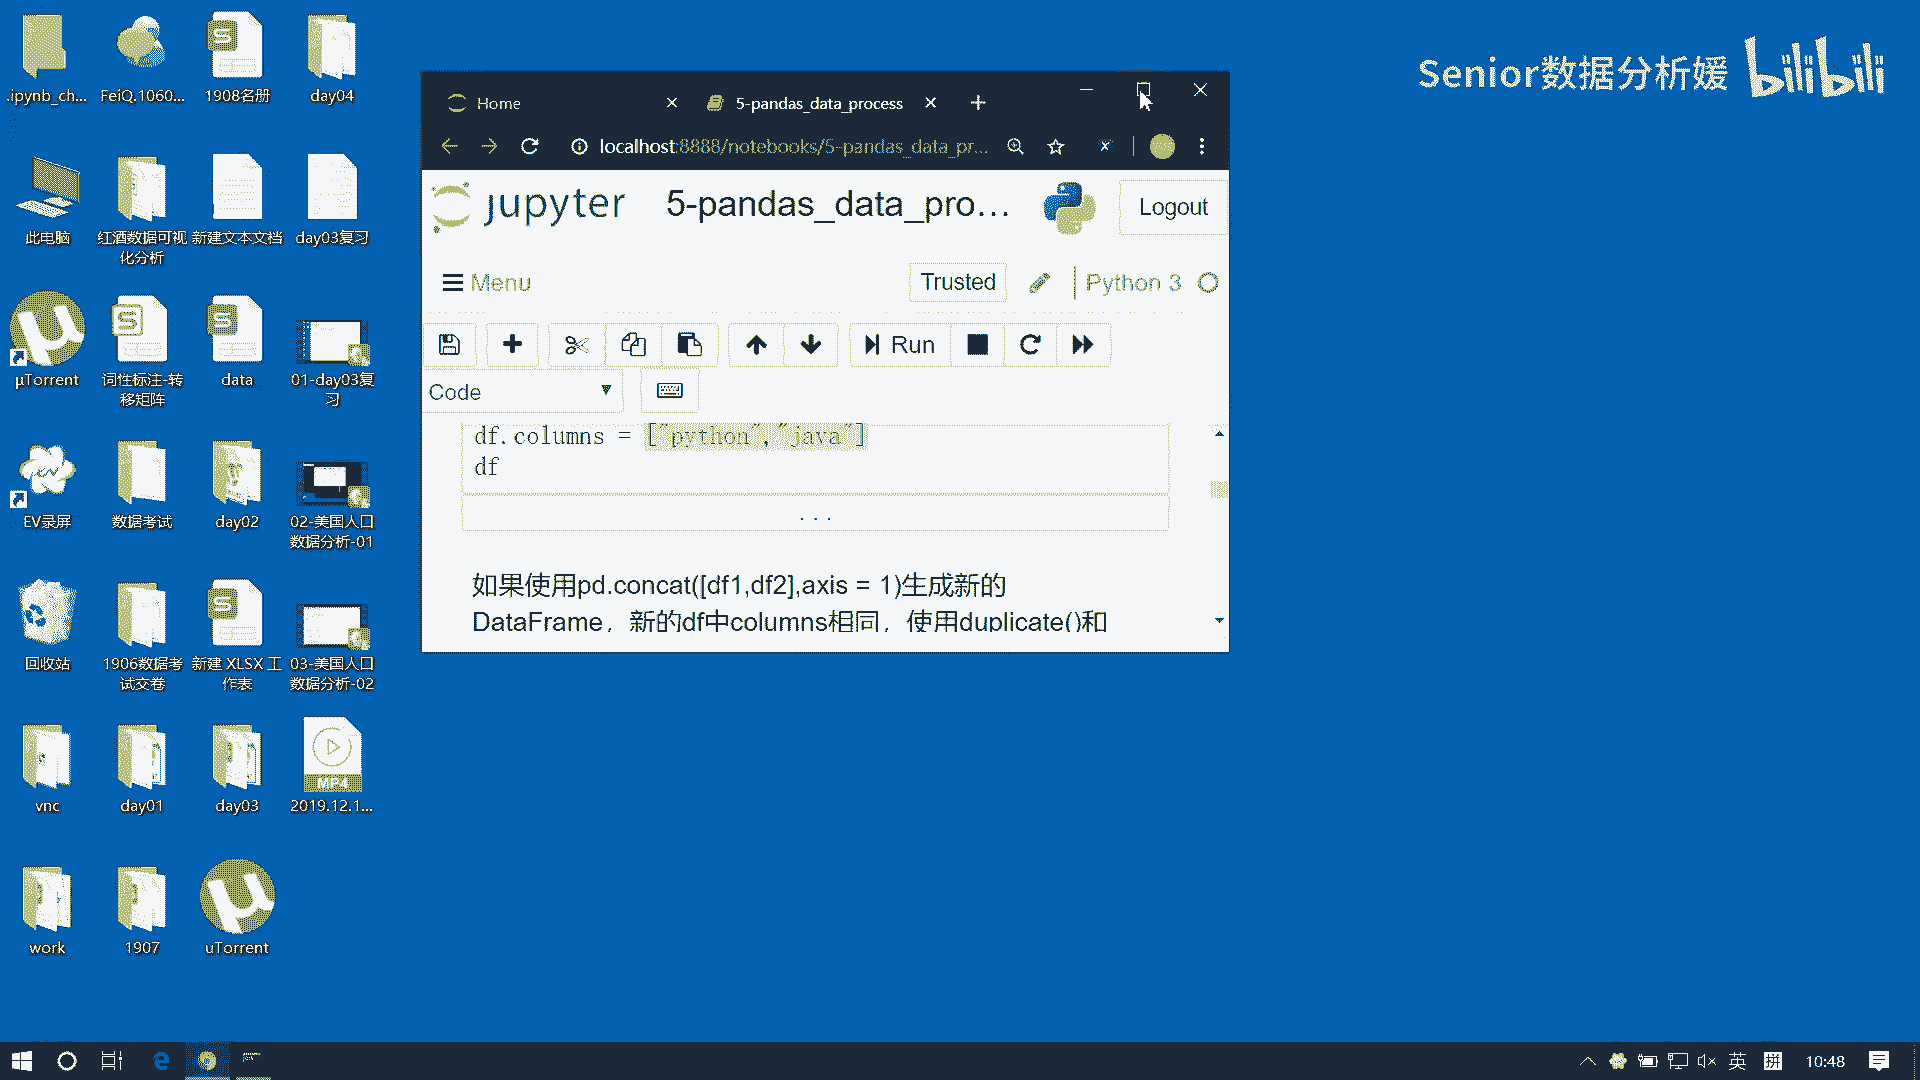 .ipynb_ch...
FeiQ.1060...
1908名册
day04
此电脑
红酒数据可视
化分析
新建文本文档
day03复习
µTorrent
词性标注-转
移矩阵
data
01-day03复
习
EV录屏
数据考试
day02
02-美国人口
数据分析-01
回收站
1906数据考
试交卷
新建 XLSX 工
作表
03-美国人口
数据分析-02
vnc
day01
day03
MP4
2019.12.1...
work
1907
uTorrent
Senior数据分析媛 bilibili
Home
5-pandas_data_process
localhost:8888/notebooks/5-pandas_data_pr...
jupyter
5-pandas_data_pro...
Logout
Menu
Trusted
Python 3
Run
Code
df.columns = ["python","java"]
df
...
如果使用pd.concat([df1,df2],axis = 1)生成新的
DataFrame，新的df中columns相同，使用duplicate()和
英
拼
10:48